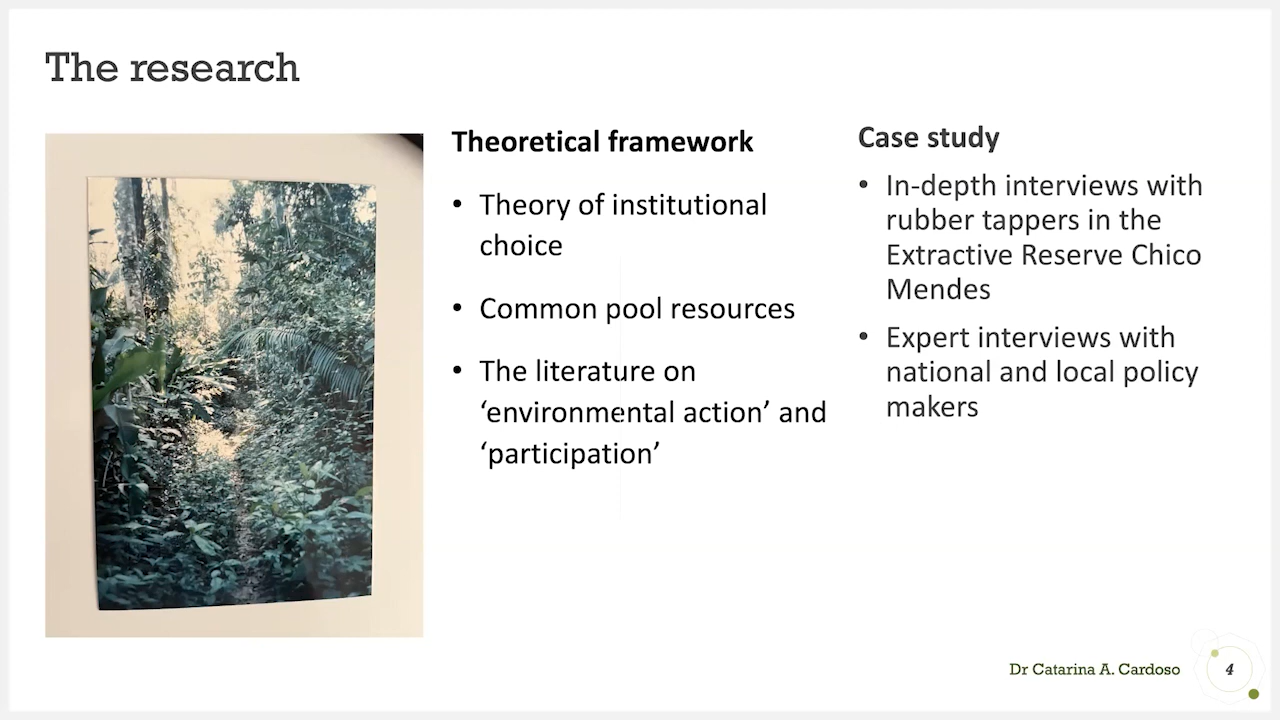 The research
Theoretical framework
• Theory of institutional
choice
• Common pool resources
• The literature on
‘environmental action’ and
‘participation’
Case study
• In-depth interviews with
rubber tappers in the
Extractive Reserve Chico
Mendes
• Expert interviews with
national and local policy
makers
Dr Catarina A. Cardoso
4